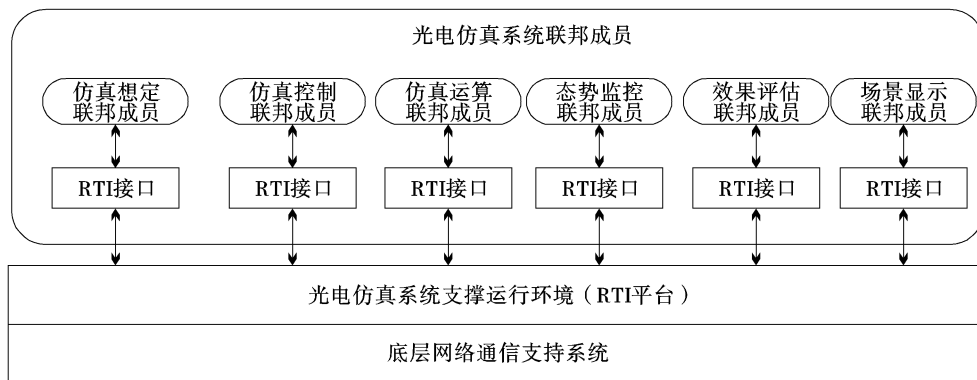 光电仿真系统联邦成员
仿真想定
联邦成员
仿真控制
联邦成员
仿真运算
联邦成员
态势监控
联邦成员
效果评估
联邦成员
场景显示
联邦成员
RTI接口
RTI接口
RTI接口
RTI接口
RTI接口
RTI接口
光电仿真系统支撑运行环境（RTI平台）
底层网络通信支持系统